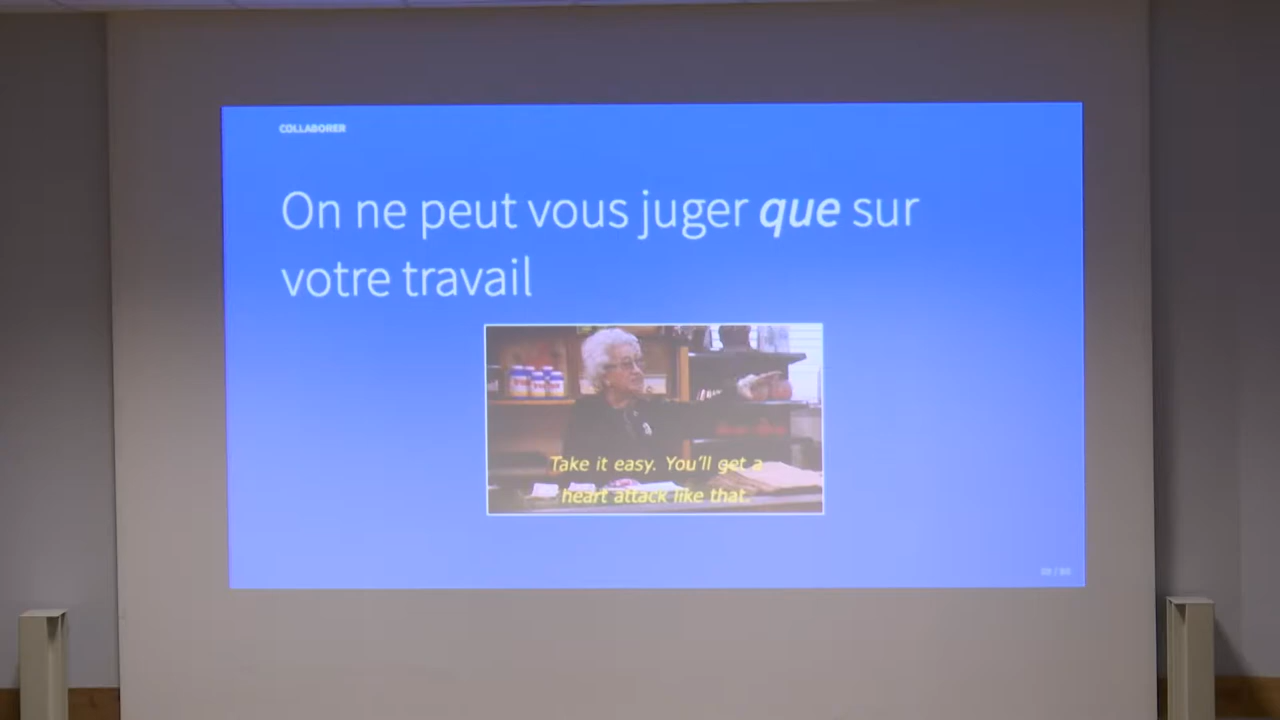 COLLABORER
On ne peut vous juger que sur
votre travail
Take it easy. You'll get a
heart attack like that.